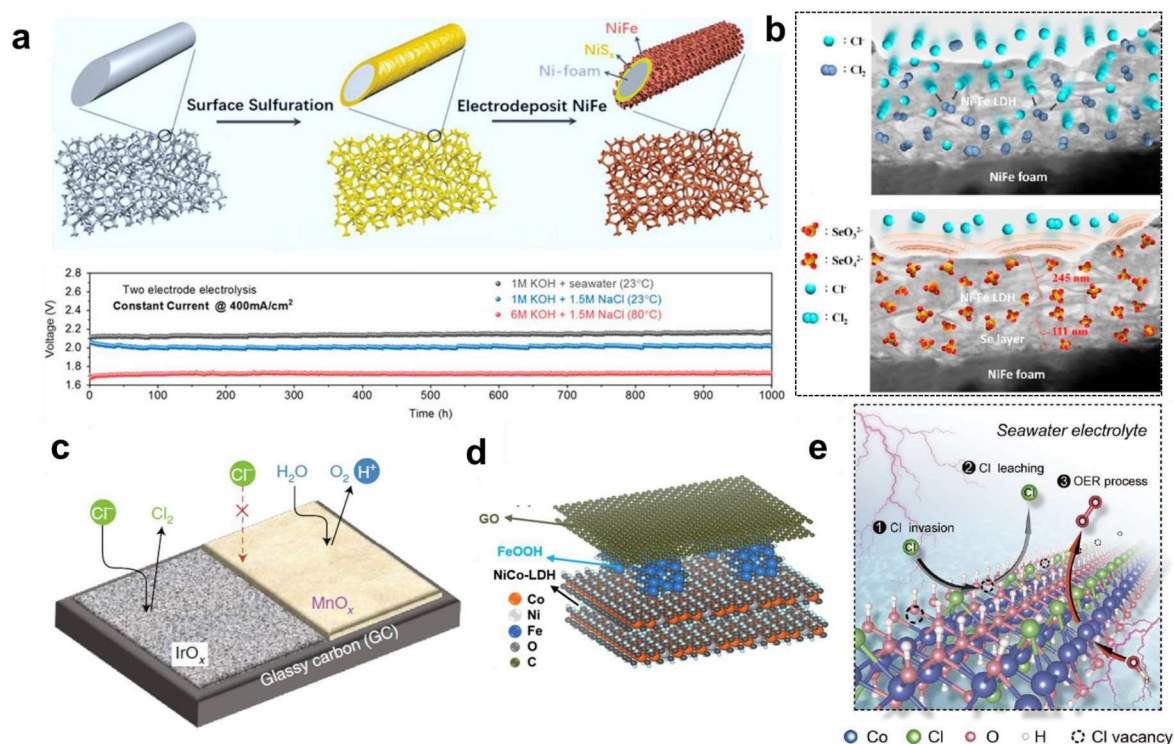 a
NiFe
NiSₓ
Ni-foam
Surface Sulfuration
Electrodeposit NiFe
2.8
2.6
2.4
2.2
2.0
1.8
1.6
Voltage (V)
Two electrode electrolysis
Constant Current @ 400mA/cm²
1M KOH + seawater (23°C)
1M KOH + 1.5M NaCl (23°C)
6M KOH + 1.5M NaCl (80°C)
0 100 200 300 400 500 600 700 800 900 1000
Time (h)
b
: Cl⁻
: Cl₂
Ni-Fe LDH
NiFe foam
: SeO₃²⁻
: SeO₄²⁻
: Cl⁻
: Cl₂
245 nm
Ni-Fe LDH
111 nm
Se layer
NiFe foam
c
Cl⁻ Cl₂
Cl⁻
H₂O O₂ H⁺
MnOₓ
IrOₓ
Glassy carbon (GC)
d
GO
FeOOH
NiCo-LDH
Co
Ni
Fe
O
C
e
Seawater electrolyte
❷ Cl leaching
Cl
❸ OER process
O
O
❶ Cl invasion
Cl
O
H
Co Cl O H Cl vacancy